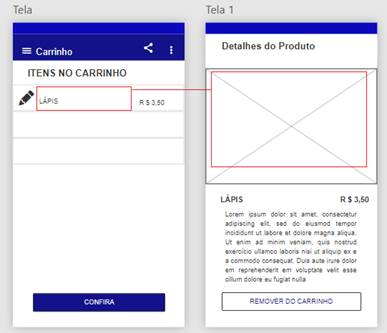 Tela
Carrinho
ITENS NO CARRINHO
LÁPIS
R $ 3,50
CONFIRA
Tela 1
Detalhes do Produto
LÁPIS
R $ 3,50
Lorem ipsum dolor sit amet, consectetur
adipiscing elit, sed do eiusmod tempor
incididunt ut labore et dolore magna aliqua.
Ut enim ad minim veniam, quis nostrud
exercício ullamco laboris nisi ut aliquip ex e
a commodo consequat. Duis aute irure dolor
em reprehenderit em voluptate velit esse
cillum dolore eu fugiat nulla
REMOVER DO CARRINHO